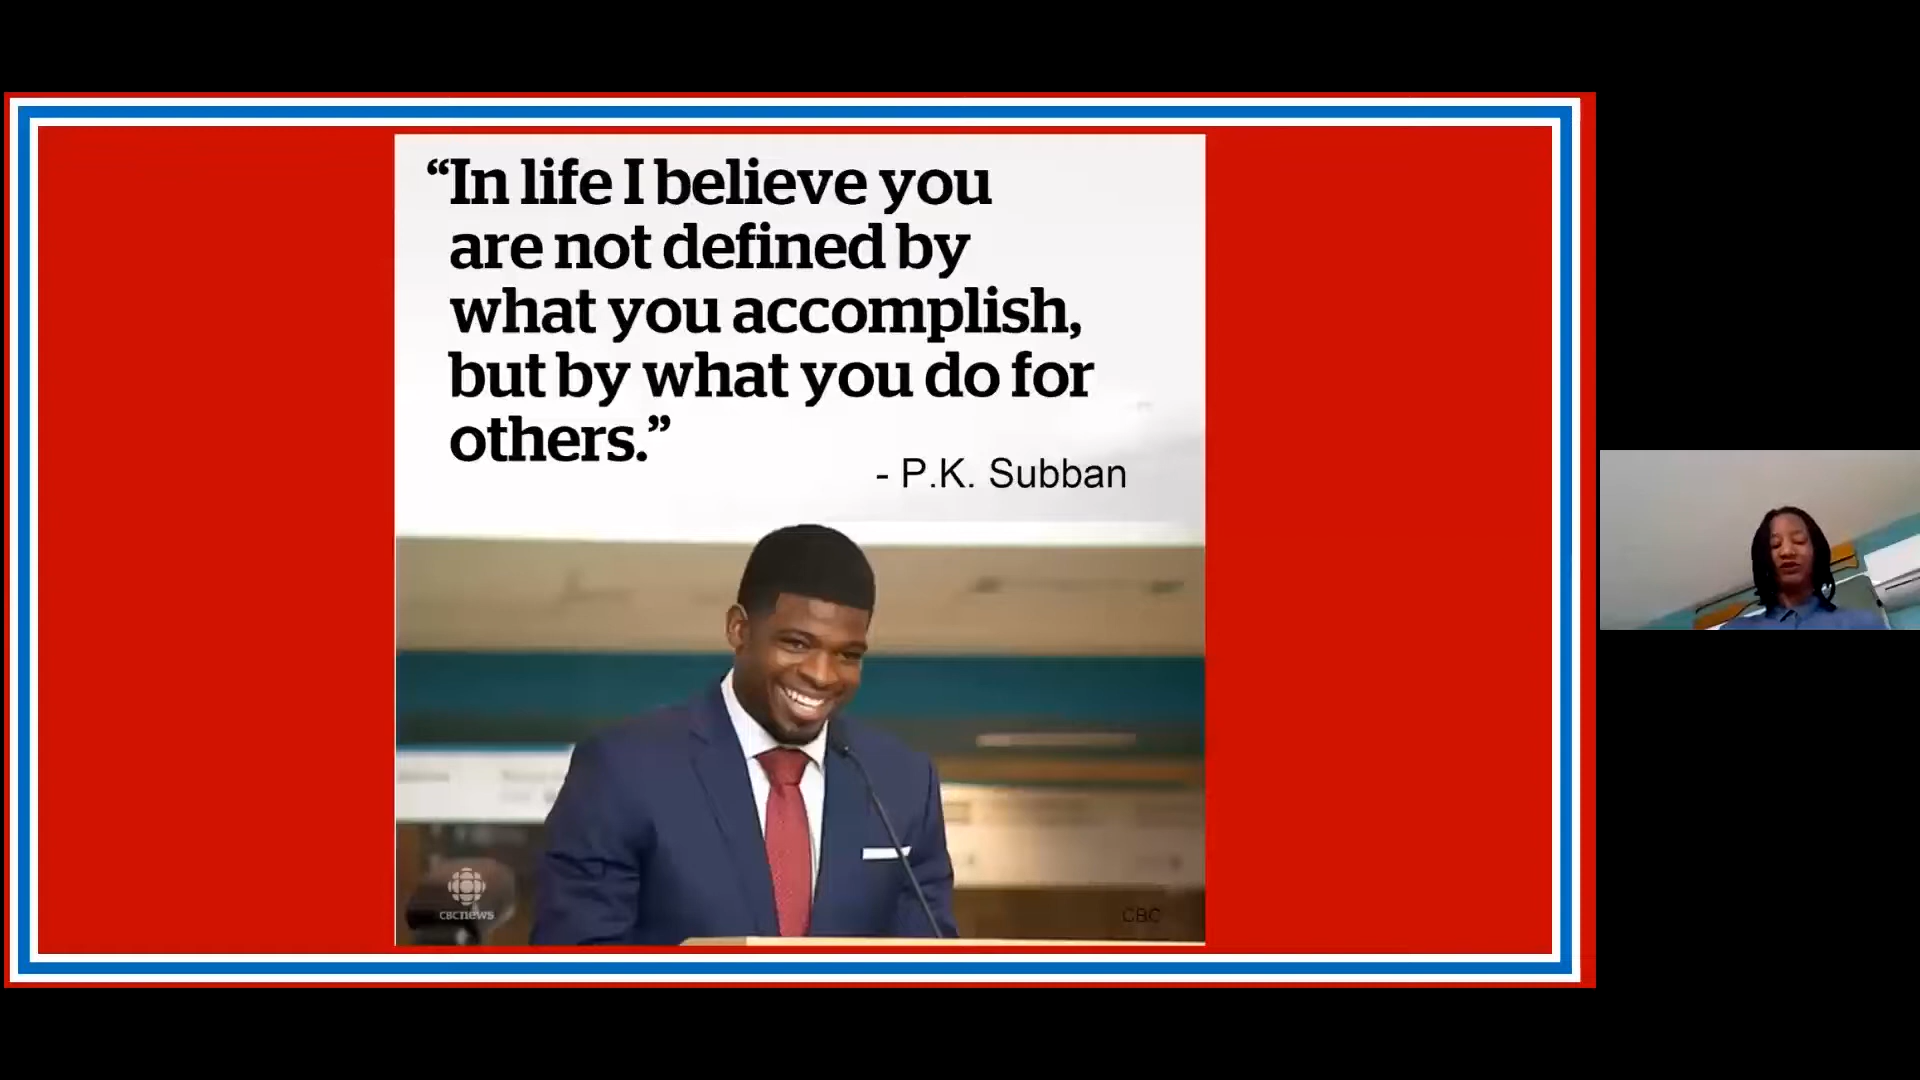 “In life I believe you
are not defined by
what you accomplish,
but by what you do for
others.”
- P.K. Subban
CBCnews
CBC